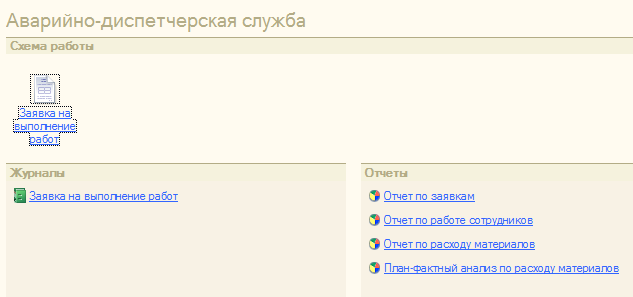 Аварийно-диспетчерская служба
Схема работы
Заявка на
выполнение
работ
Журналы
Заявка на выполнение работ
Отчеты
Отчет по заявкам
Отчет по работе сотрудников
Отчет по расходу материалов
План-фактный анализ по расходу материалов